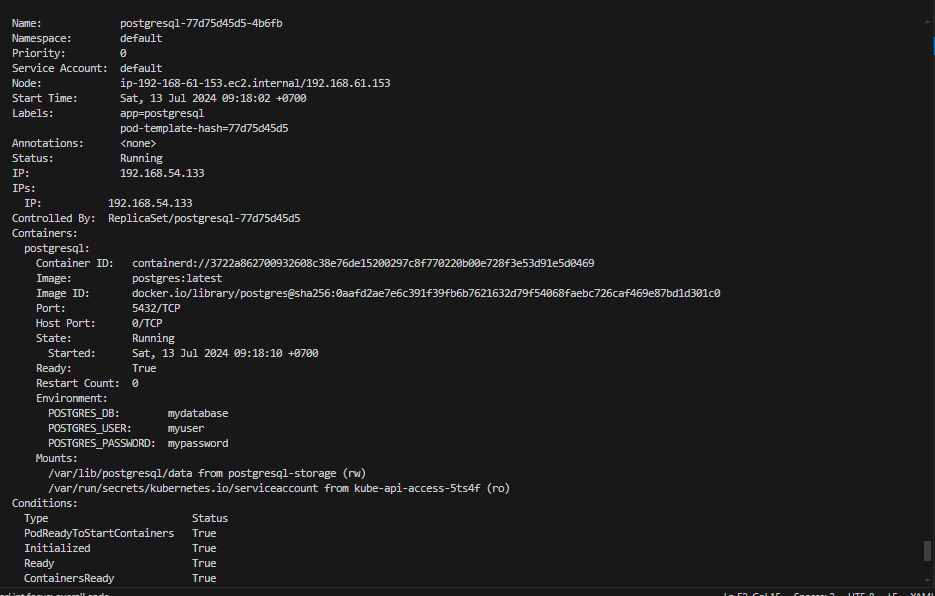 Name: postgresql-77d75d45d5-4b6fb
Namespace: default
Priority: 0
Service Account: default
Node: ip-192-168-61-153.ec2.internal/192.168.61.153
Start Time: Sat, 13 Jul 2024 09:18:02 +0700
Labels: app=postgresql
pod-template-hash=77d75d45d5
Annotations: <none>
Status: Running
IP: 192.168.54.133
IPs:
IP: 192.168.54.133
Controlled By: ReplicaSet/postgresql-77d75d45d5
Containers:
postgresql:
Container ID: containerd://3722a862700932608c38e76de15200297c8f770220b00e728f3e53d91e5d0469
Image: postgres:latest
Image ID: docker.io/library/postgres@sha256:0aafd2ae7e6c391f39fb6b7621632d79f54068faebc726caf469e87bd1d301c0
Port: 5432/TCP
Host Port: 0/TCP
State: Running
Started: Sat, 13 Jul 2024 09:18:10 +0700
Ready: True
Restart Count: 0
Environment:
POSTGRES_DB: mydatabase
POSTGRES_USER: myuser
POSTGRES_PASSWORD: mypassword
Mounts:
/var/lib/postgresql/data from postgresql-storage (rw)
/var/run/secrets/kubernetes.io/serviceaccount from kube-api-access-5ts4f (ro)
Conditions:
Type Status
PodReadyToStartContainers True
Initialized True
Ready True
ContainersReady True